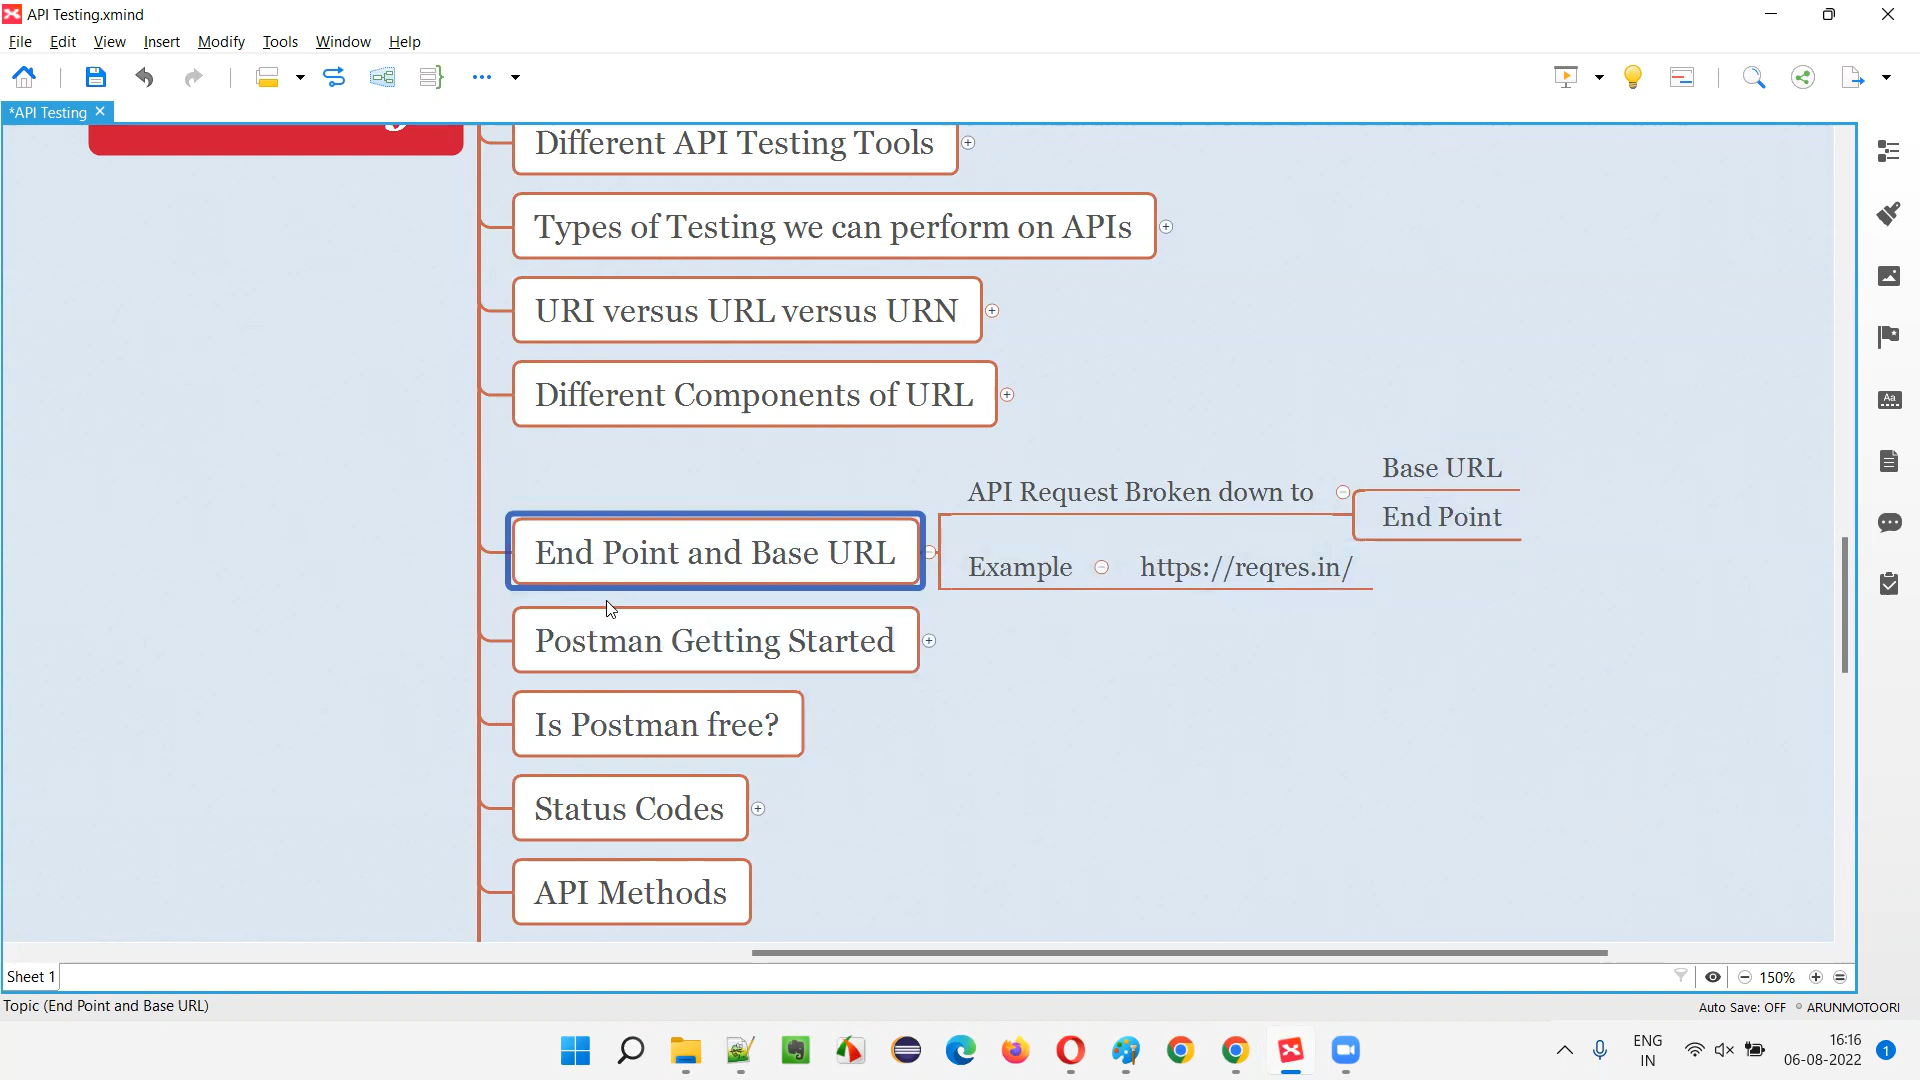 API Testing.xmind
File Edit View Insert Modify Tools Window Help
*API Testing
Different API Testing Tools
Types of Testing we can perform on APIs
URI versus URL versus URN
Different Components of URL
End Point and Base URL
API Request Broken down to
Base URL
End Point
Example
https://reqres.in/
Postman Getting Started
Is Postman free?
Status Codes
API Methods
Sheet 1
150%
Topic (End Point and Base URL)
Auto Save: OFF
ARUNMOTOORI
ENG
IN
16:16
06-08-2022
1